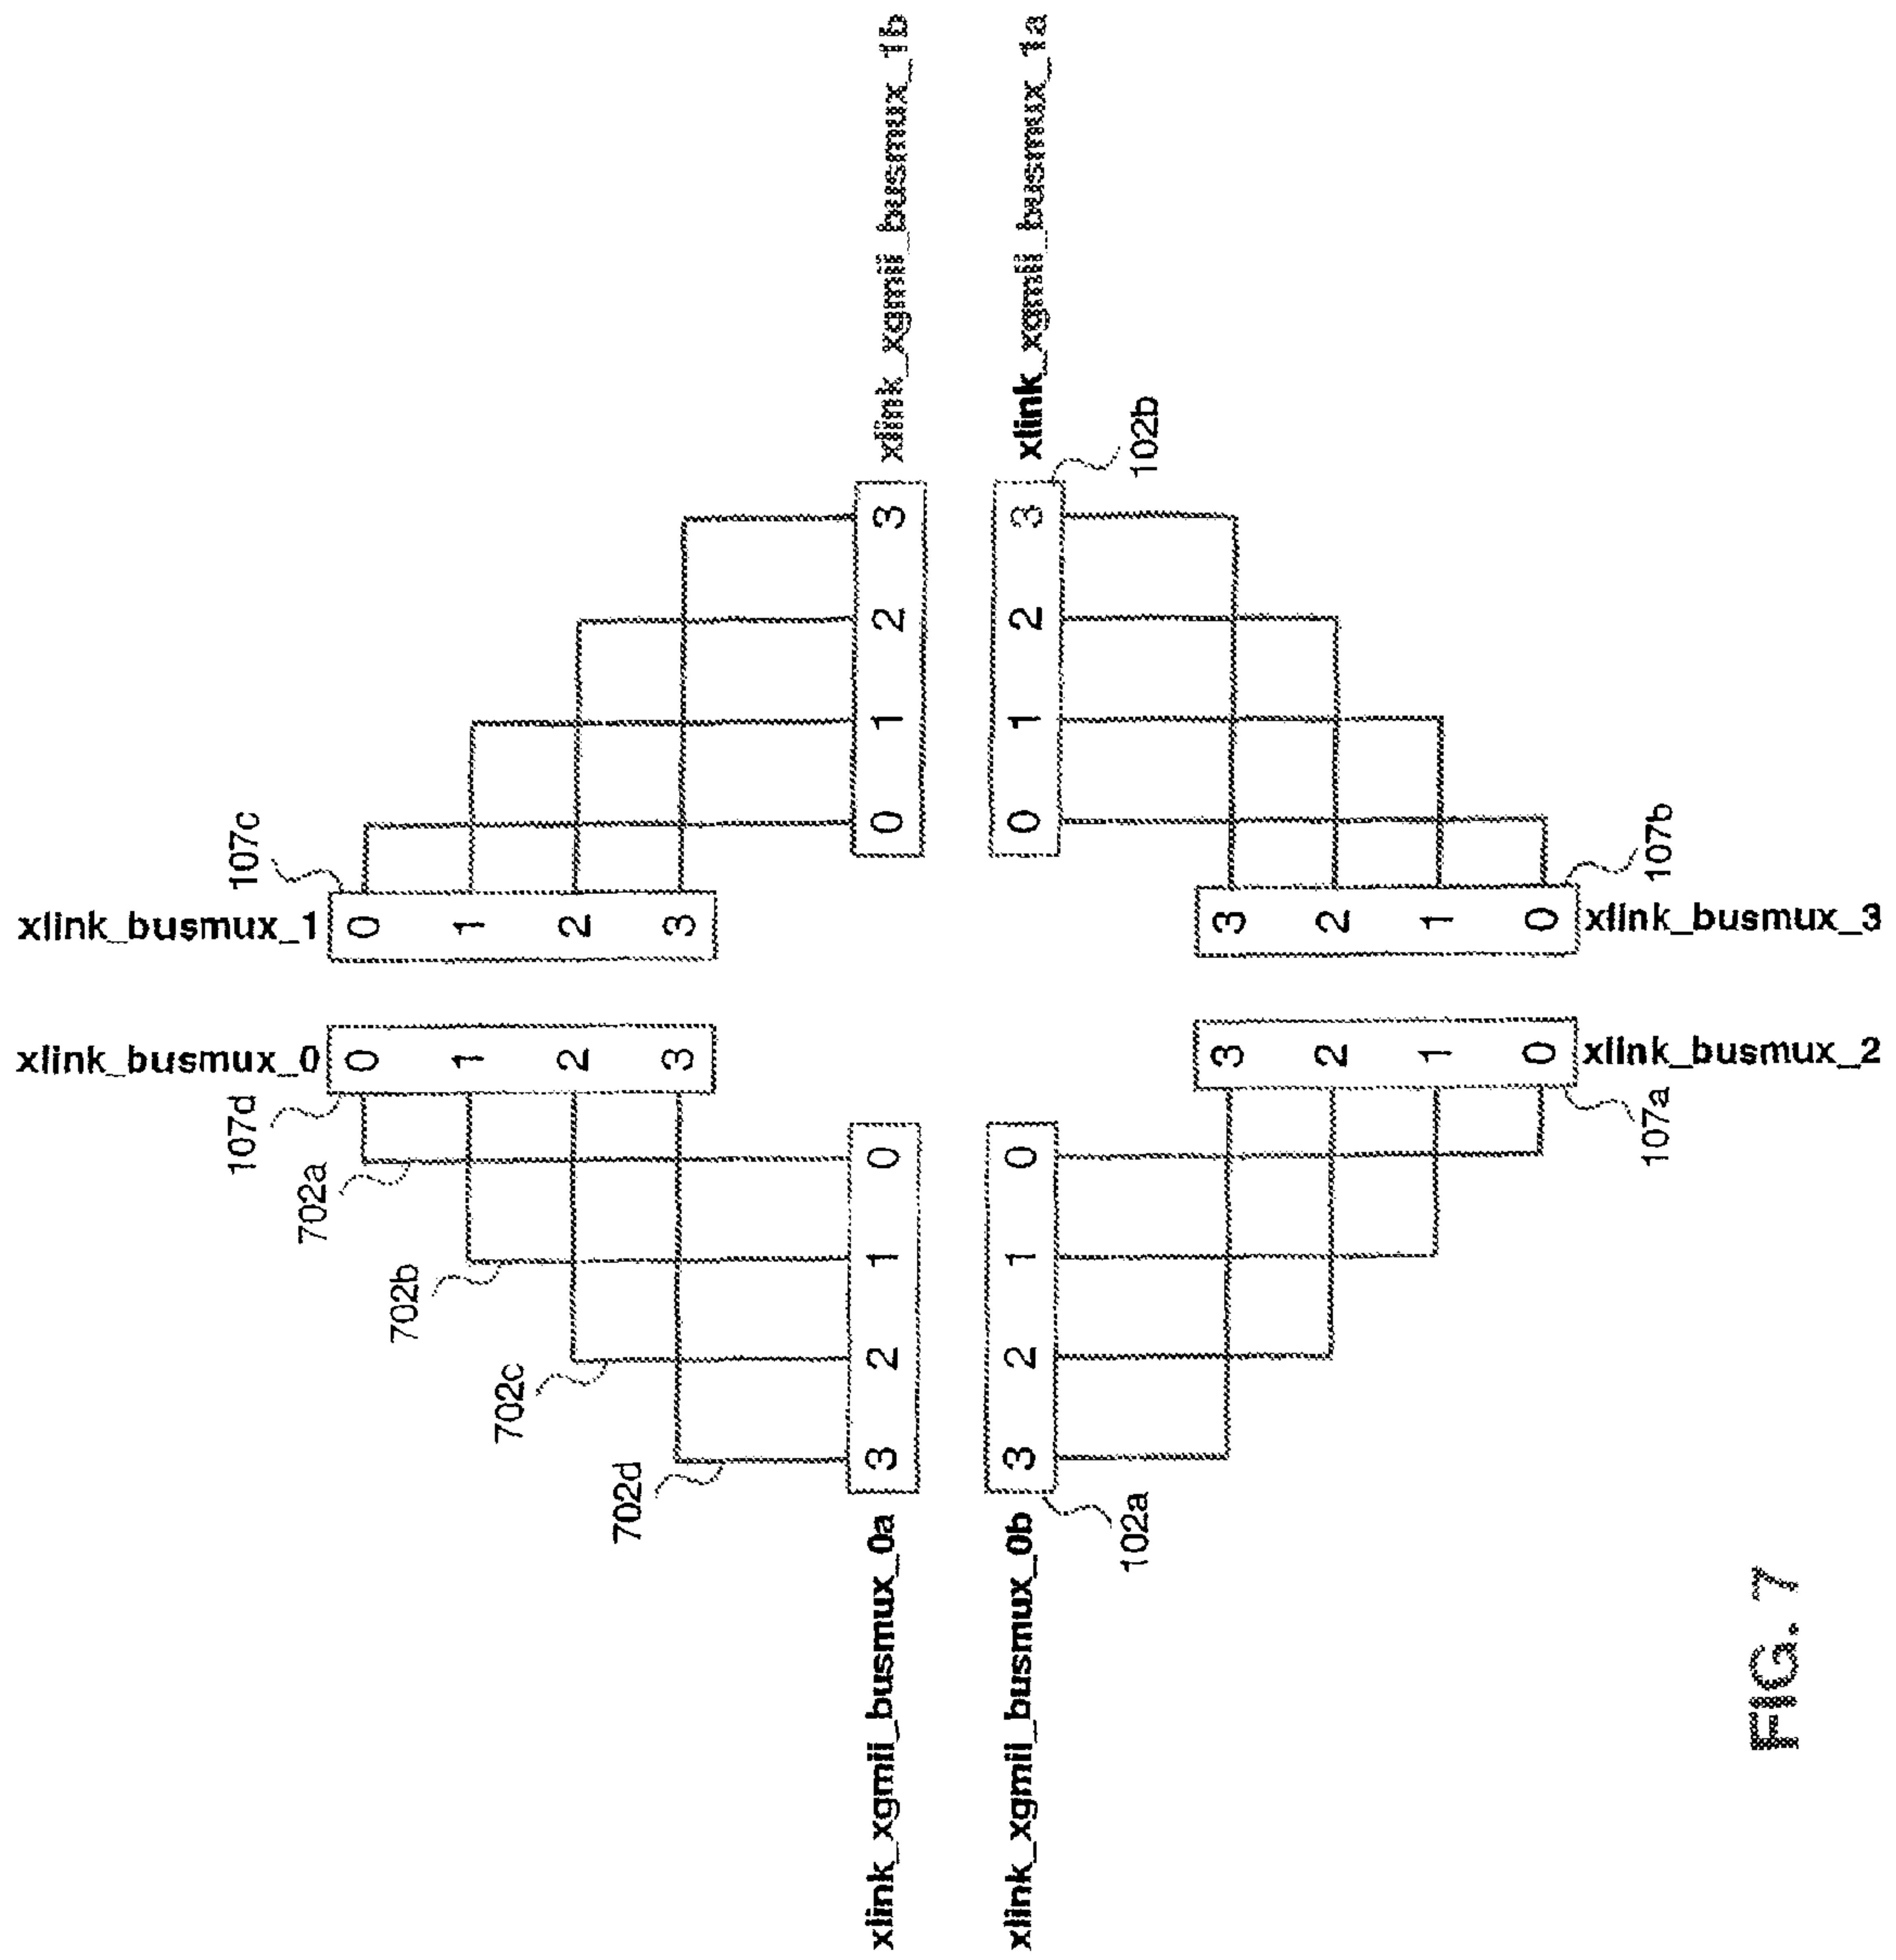 xlink_xgmii_busmux_1b
xlink_xgmii_busmux_1a
102b
3
2
1
0
3
2
1
0
107c
xlink_busmux_1
0
1
2
3
3
2
1
0
xlink_busmux_3
107b
xlink_busmux_0
0
1
2
3
3
2
1
0
xlink_busmux_2
107d
107a
702a
702b
702c
702d
0
1
2
3
0
1
2
3
102a
xlink_xgmii_busmux_0a
xlink_xgmii_busmux_0b
FIG. 7